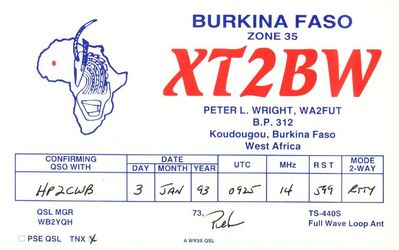 BURKINA FASO
ZONE 35
XT2BW
PETER L. WRIGHT, WA2FUT
B.P. 312
Koudougou, Burkina Faso
West Africa
CONFIRMING QSO WITH DATE DAY MONTH YEAR UTC MHz R S T MODE 2-WAY
HP2CWB 3 JAN 93 0925 14 599 RTTY
QSL MGR 73, Pete TS-440S
WB2YQH Full Wave Loop Ant
□ PSE QSL TNX X
A WX9X QSL